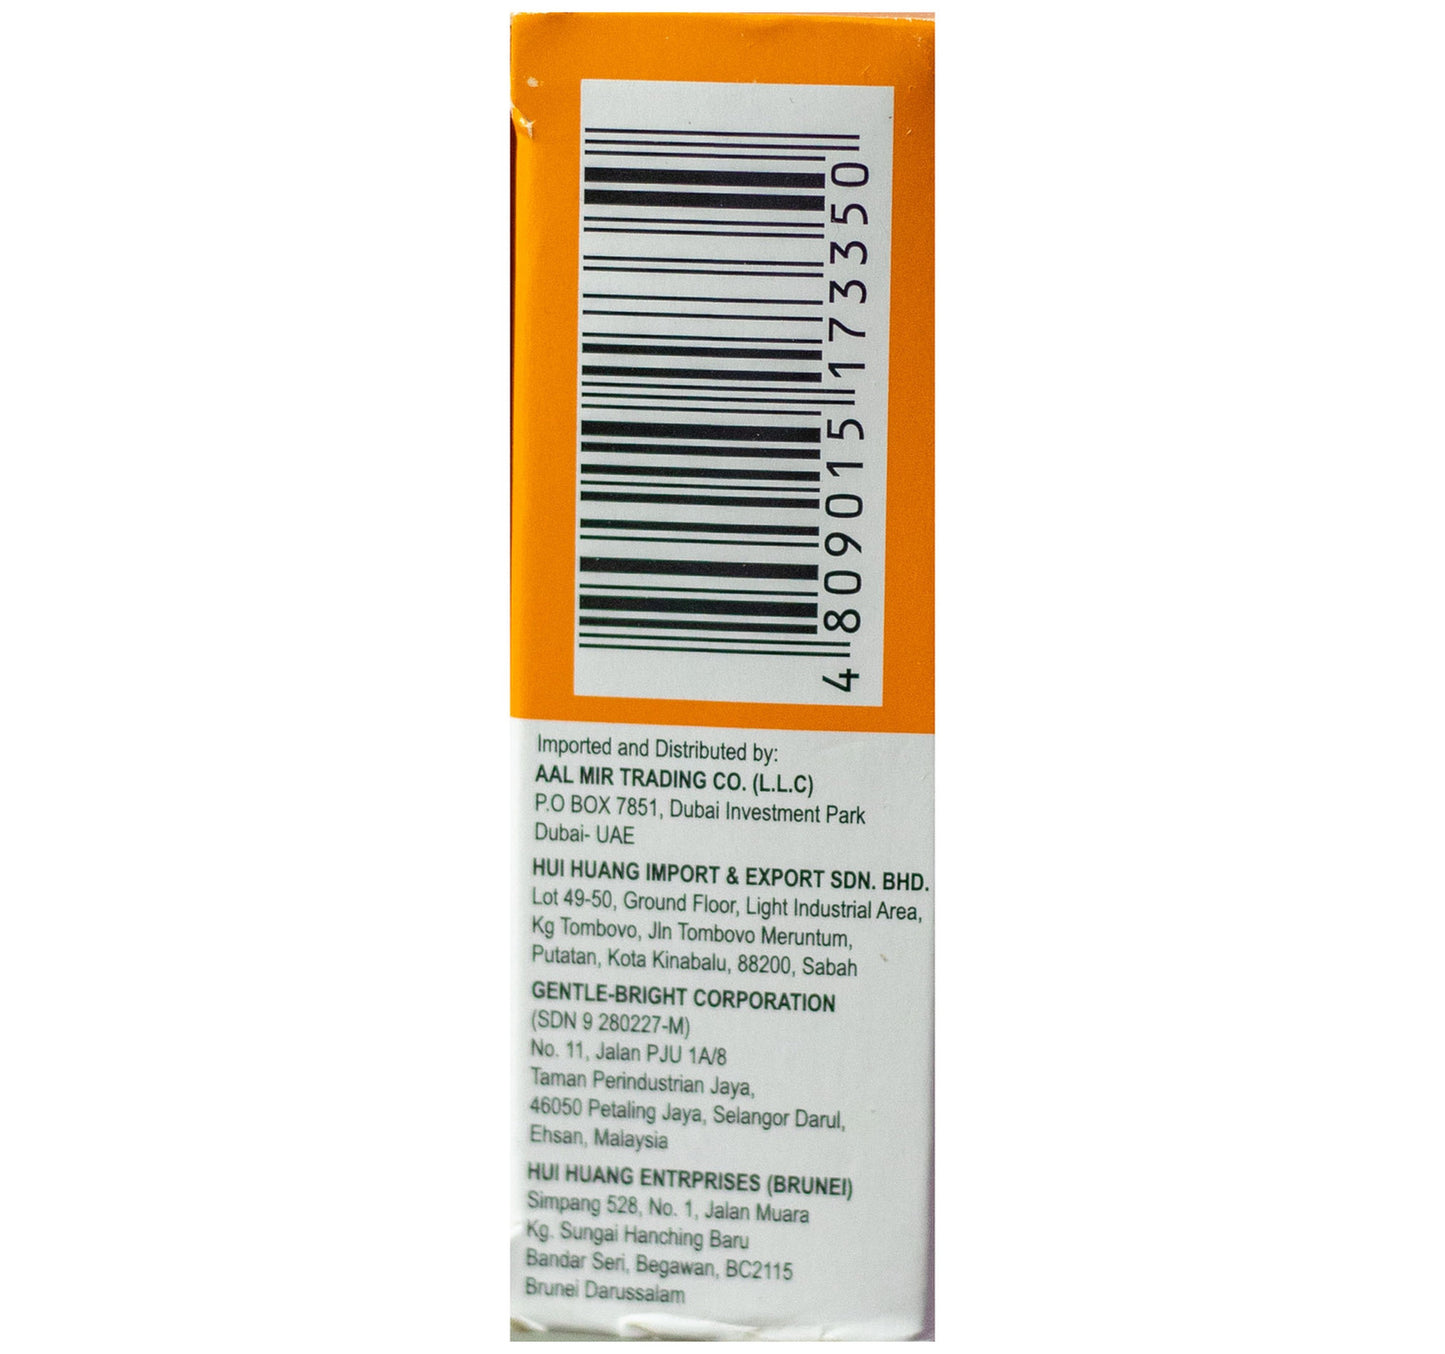 4 809015 173350
Imported and Distributed by:
AAL MIR TRADING CO. (L.L.C)
P.O BOX 7851, Dubai Investment Park
Dubai- UAE
HUI HUANG IMPORT & EXPORT SDN. BHD.
Lot 49-50, Ground Floor, Light Industrial Area,
Kg Tombovo, Jln Tombovo Meruntum,
Putatan, Kota Kinabalu, 88200, Sabah
GENTLE-BRIGHT CORPORATION
(SDN 9 280227-M)
No. 11, Jalan PJU 1A/8
Taman Perindustrian Jaya,
46050 Petaling Jaya, Selangor Darul,
Ehsan, Malaysia
HUI HUANG ENTRPRISES (BRUNEI)
Simpang 528, No. 1, Jalan Muara
Kg. Sungai Hanching Baru
Bandar Seri, Begawan, BC2115
Brunei Darussalam